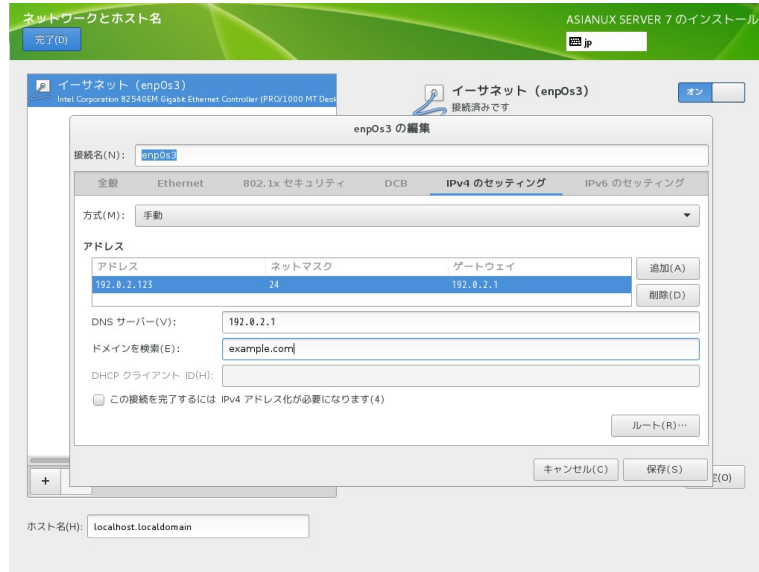 ネットワークとホスト名
ASIANUX SERVER 7 のインストール
完了(D)
jp
イーサネット (enp0s3)
Intel Corporation 82540EM Gigabit Ethernet Controller (PRO/1000 MT Desk
イーサネット (enp0s3)
接続済みです
オン
enp0s3 の編集
接続名(N):
enp0s3
全般 Ethernet 802.1x セキュリティ DCB IPv4 のセッティング IPv6 のセッティング
方式(M): 手動
アドレス
アドレス ネットマスク ゲートウェイ
192.0.2.123 24 192.0.2.1
追加(A)
削除(D)
DNS サーバー(V): 192.0.2.1
ドメインを検索(E): example.com
DHCP クライアント ID(H):
この接続を完了するには IPv4 アドレス化が必要になります(4)
ルート(R)…
キャンセル(C) 保存(S)
+
(O)
ホスト名(H): localhost.localdomain